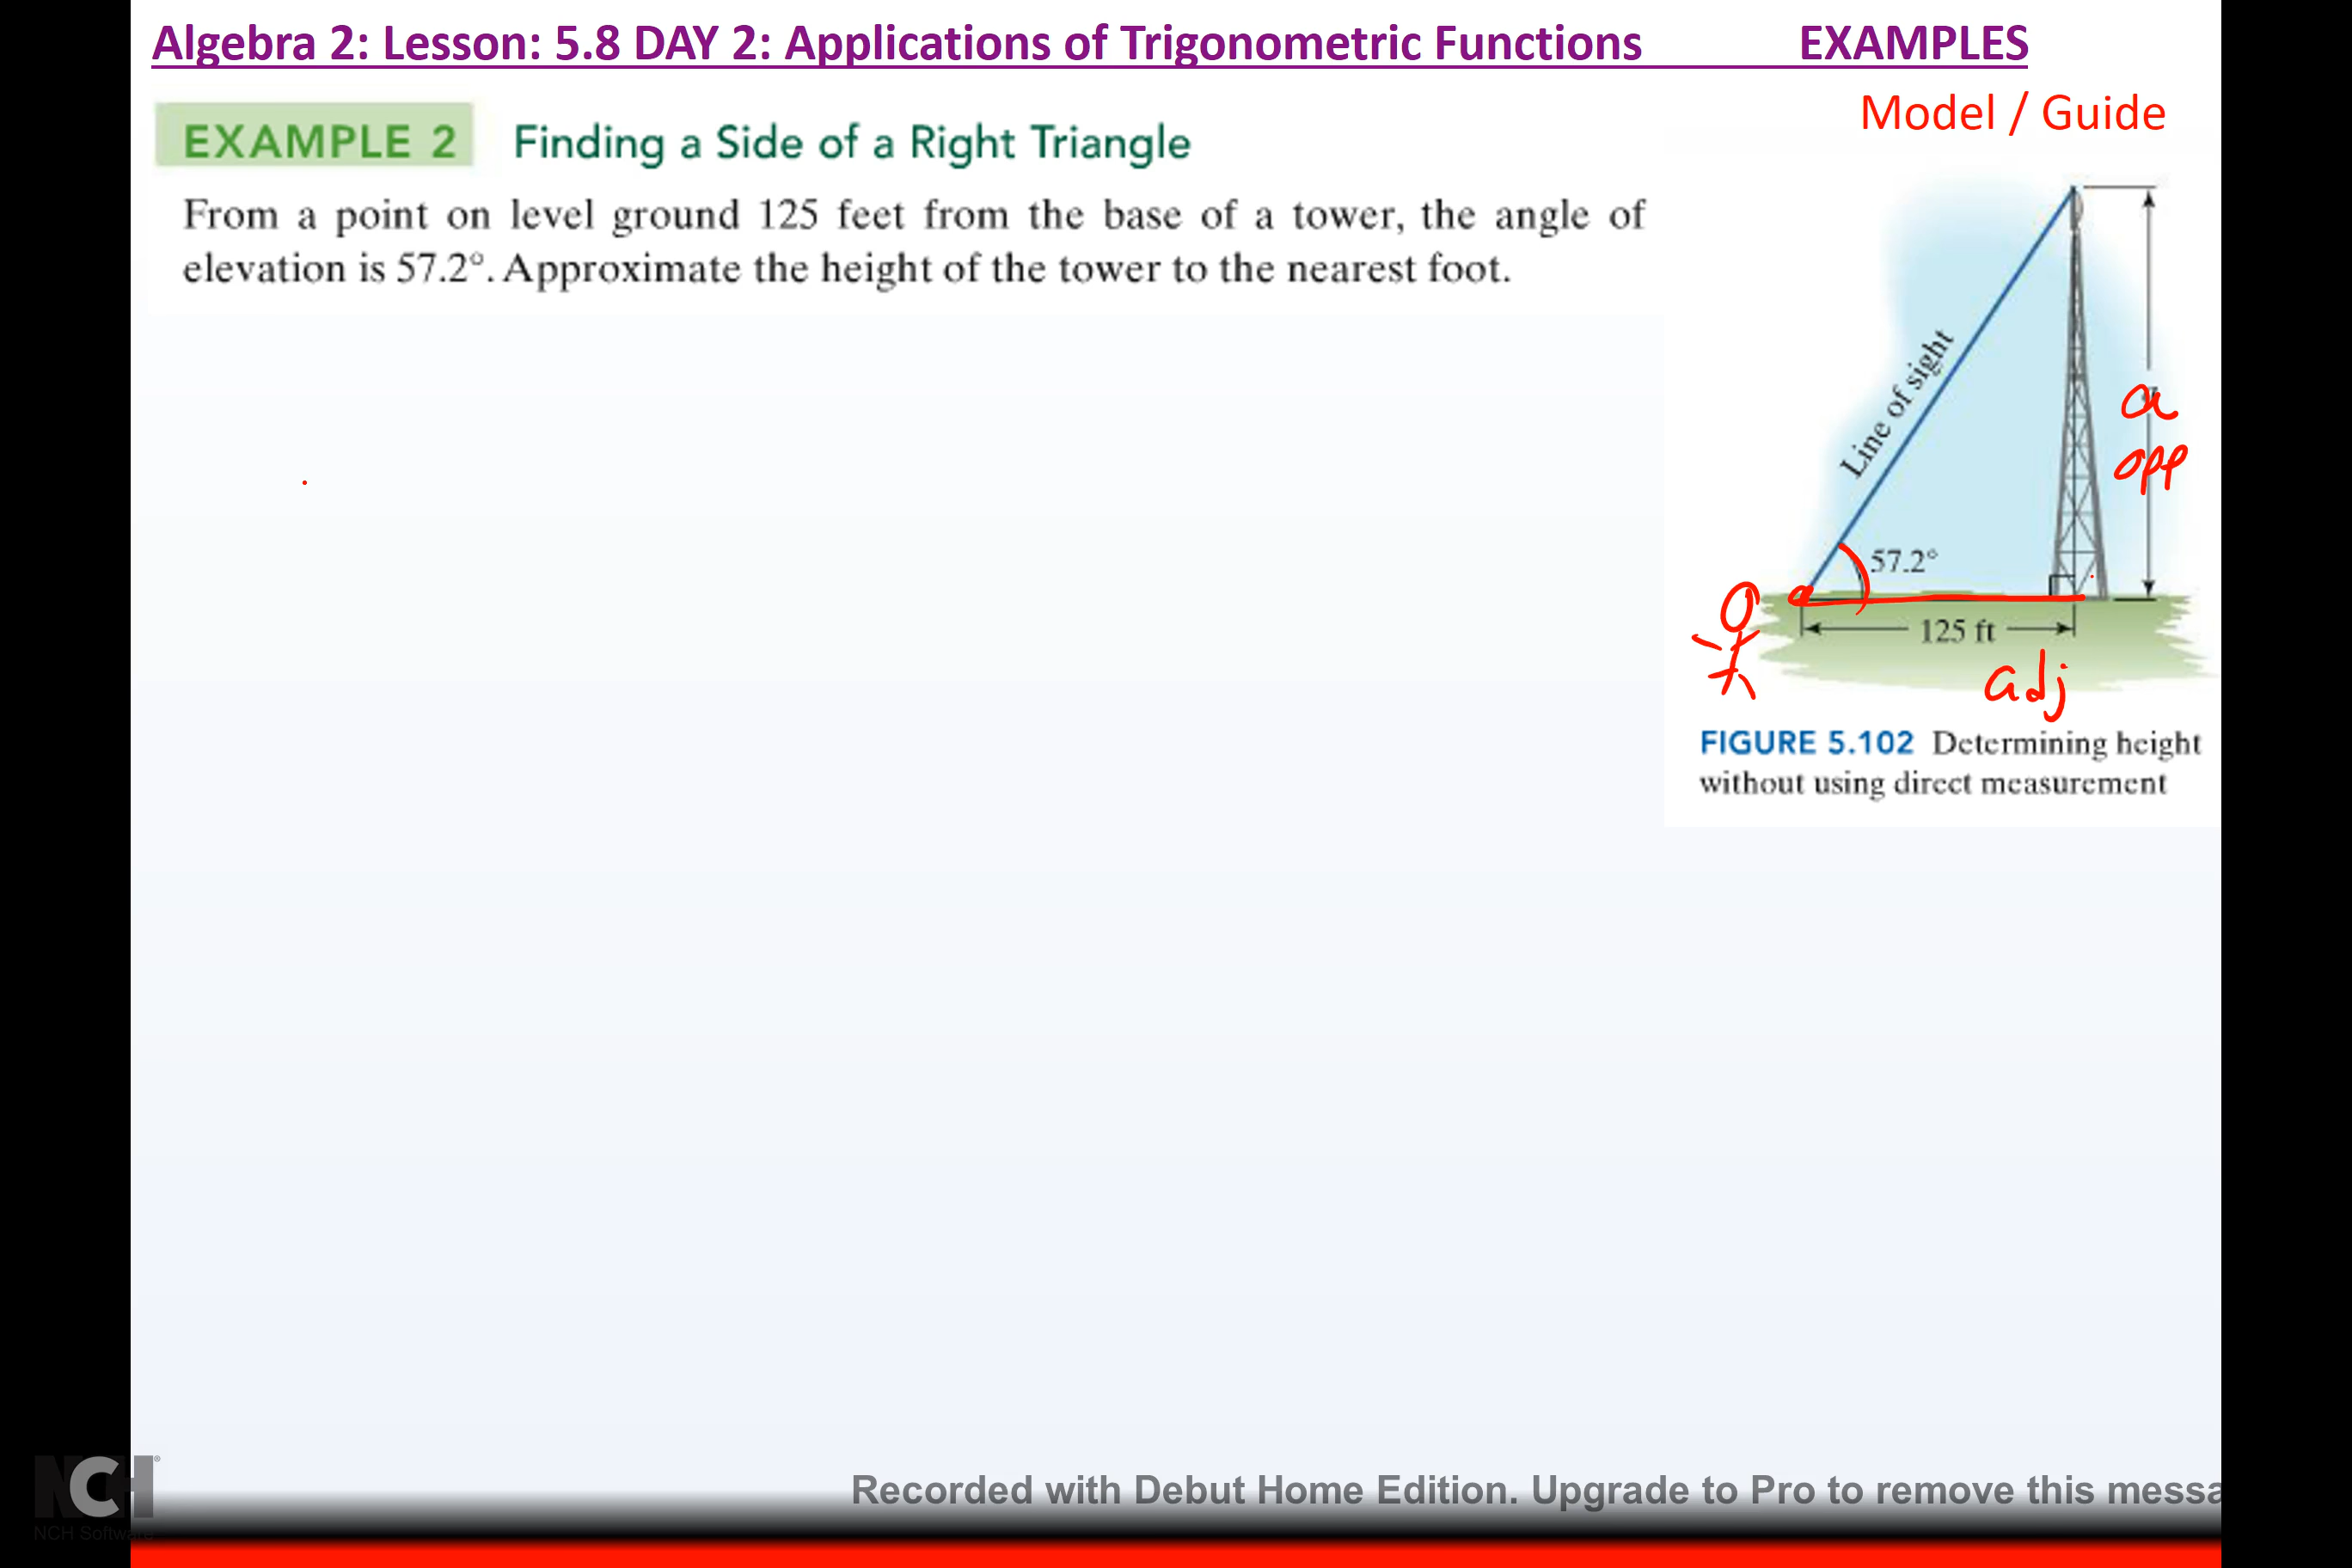 Algebra 2: Lesson: 5.8 DAY 2: Applications of Trigonometric Functions EXAMPLES
Model / Guide
EXAMPLE 2 Finding a Side of a Right Triangle
From a point on level ground 125 feet from the base of a tower, the angle of
elevation is 57.2°. Approximate the height of the tower to the nearest foot.
Line of sight
a
opp
57.2°
125 ft
adj
FIGURE 5.102 Determining height
without using direct measurement
Recorded with Debut Home Edition. Upgrade to Pro to remove this messa
NCH®
NCH Software